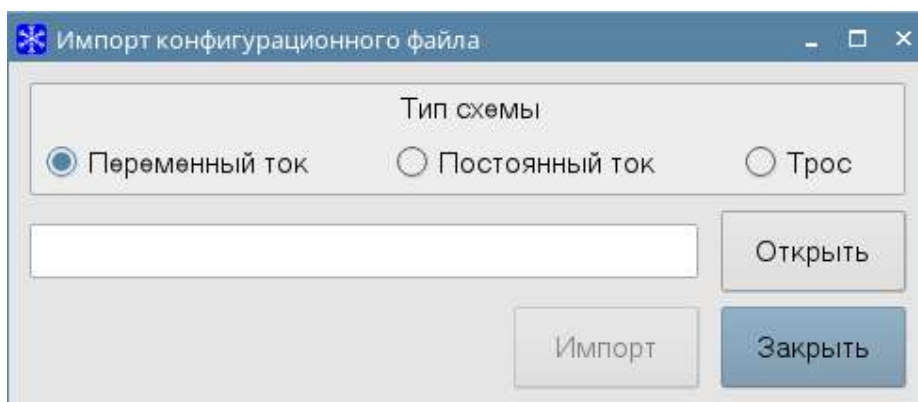 Импорт конфигурационного файла
Тип схемы
Переменный ток Постоянный ток Трос
Открыть
Импорт Закрыть